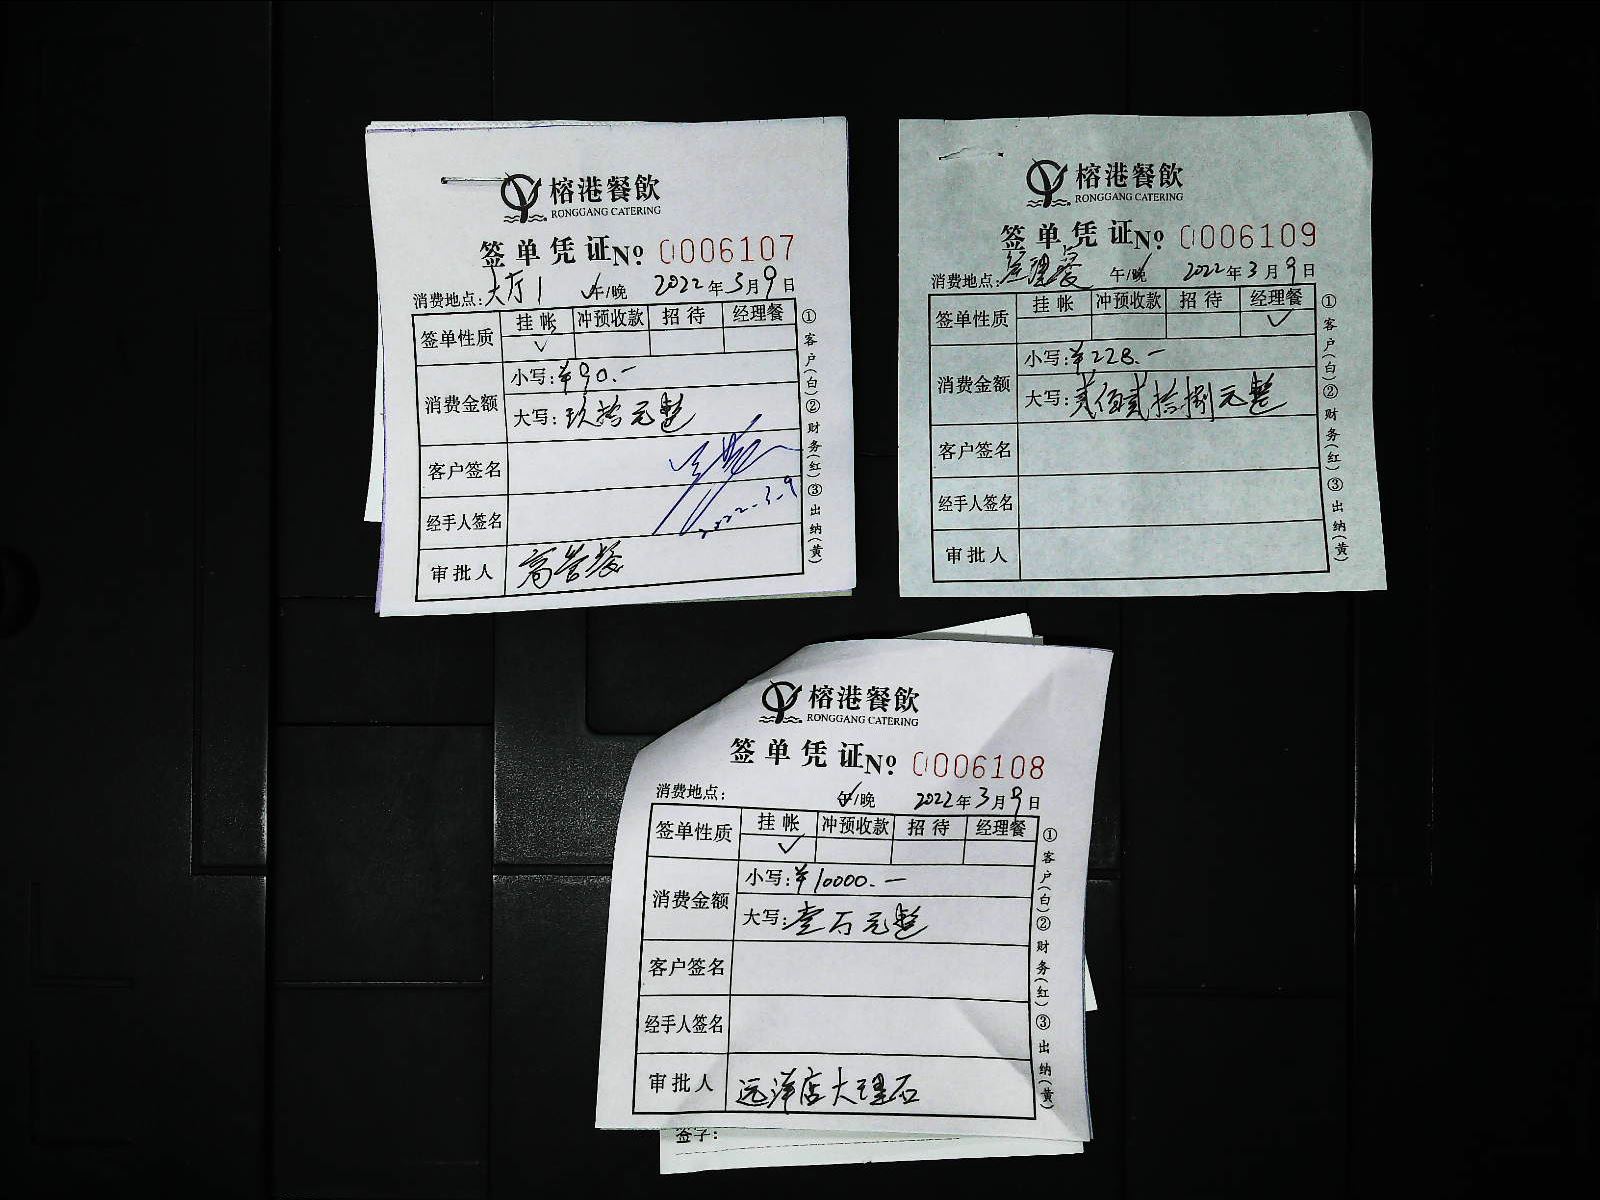 榕港餐飲
RONGGANG CATERING
签单凭证No. 0006107
消费地点: 大厅1 午/晚 2022年3月9日
签单性质 挂帐 冲预收款 招待 经理餐
✓
消费金额
小写: ¥90.-
大写: 玖拾元整
客户签名
2022-3-9
经手人签名
审批人 高管餐
①客户(白)②财务(红)③出纳(黄)
榕港餐飲
RONGGANG CATERING
签单凭证No. 0006109
消费地点: 经理餐 午/晚 2022年3月9日
签单性质 挂帐 冲预收款 招待 经理餐
✓
消费金额
小写: ¥228.-
大写: 贰佰贰拾捌元整
客户签名
经手人签名
审批人
①客户(白)②财务(红)③出纳(黄)
榕港餐飲
RONGGANG CATERING
签单凭证No. 0006108
消费地点: 午/晚 2022年3月9日
签单性质 挂帐 冲预收款 招待 经理餐
✓
消费金额
小写: ¥10000.-
大写: 壹万元整
客户签名
经手人签名
审批人 远洋店大理石
①客户(白)②财务(红)③出纳(黄)
签字: